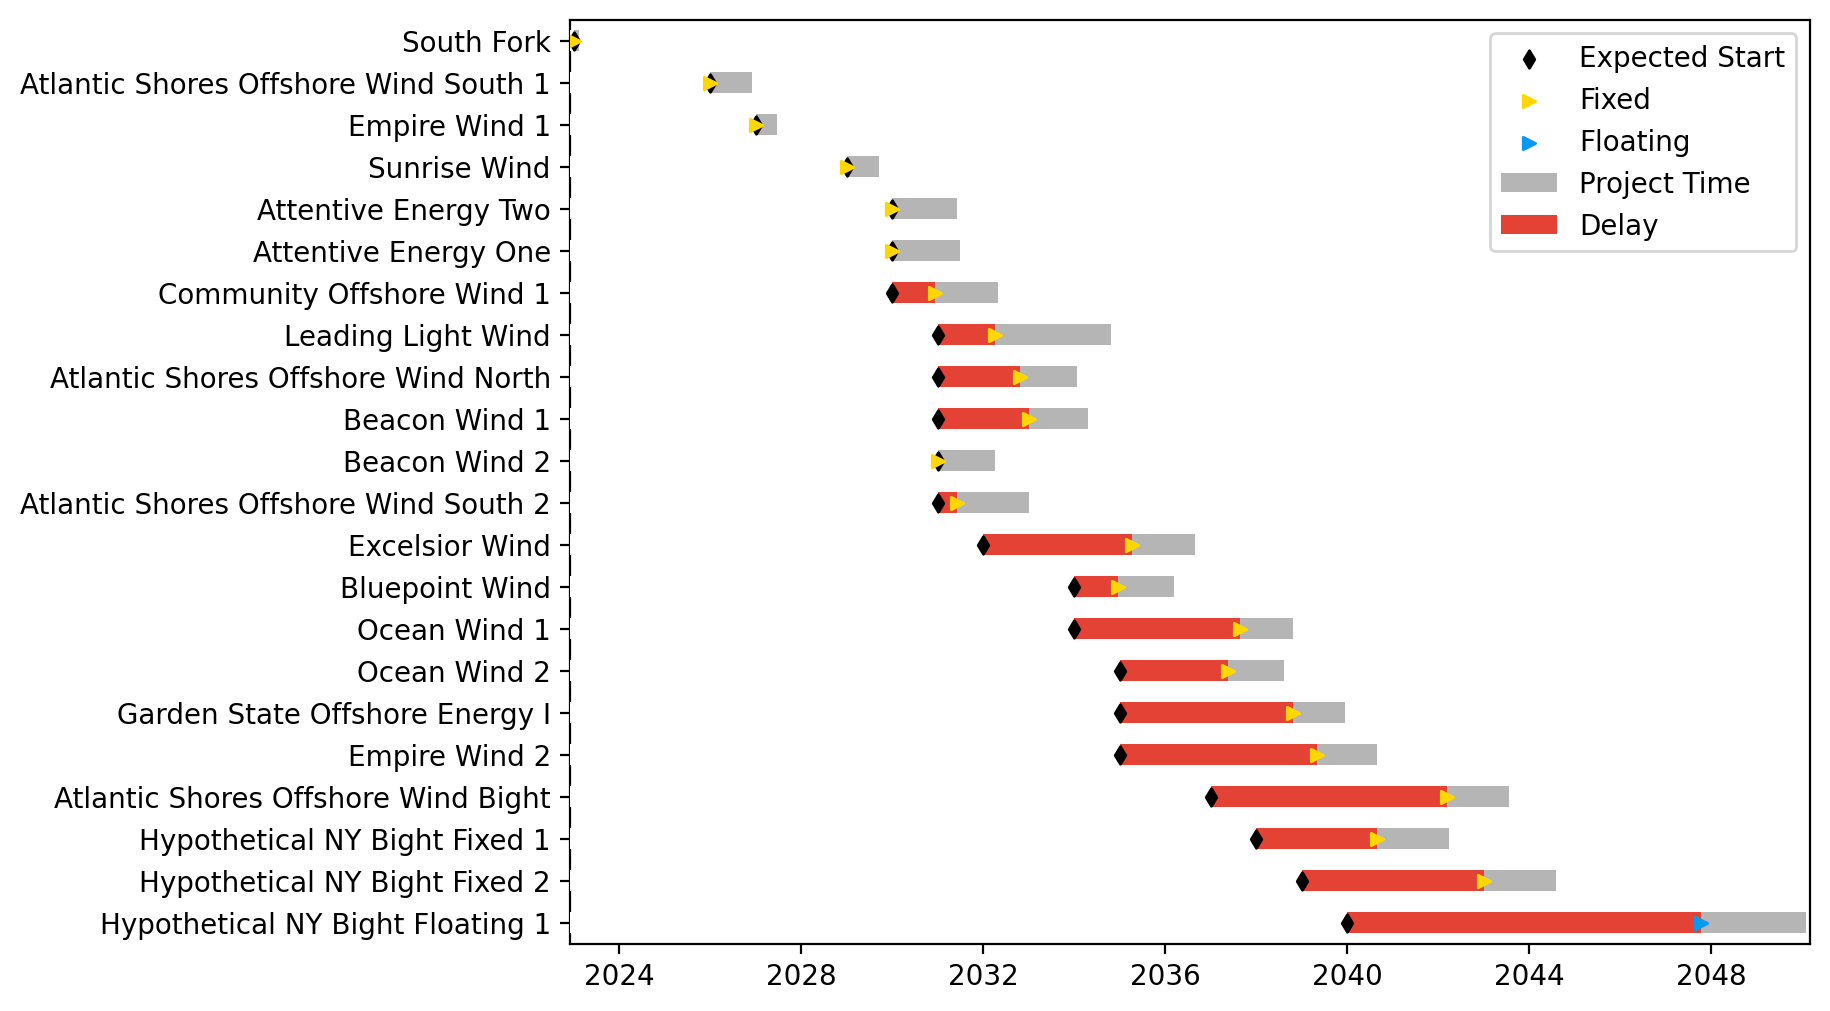 South Fork
Atlantic Shores Offshore Wind South 1
Empire Wind 1
Sunrise Wind
Attentive Energy Two
Attentive Energy One
Community Offshore Wind 1
Leading Light Wind
Atlantic Shores Offshore Wind North
Beacon Wind 1
Beacon Wind 2
Atlantic Shores Offshore Wind South 2
Excelsior Wind
Bluepoint Wind
Ocean Wind 1
Ocean Wind 2
Garden State Offshore Energy I
Empire Wind 2
Atlantic Shores Offshore Wind Bight
Hypothetical NY Bight Fixed 1
Hypothetical NY Bight Fixed 2
Hypothetical NY Bight Floating 1
Expected Start
Fixed
Floating
Project Time
Delay
2024 2028 2032 2036 2040 2044 2048